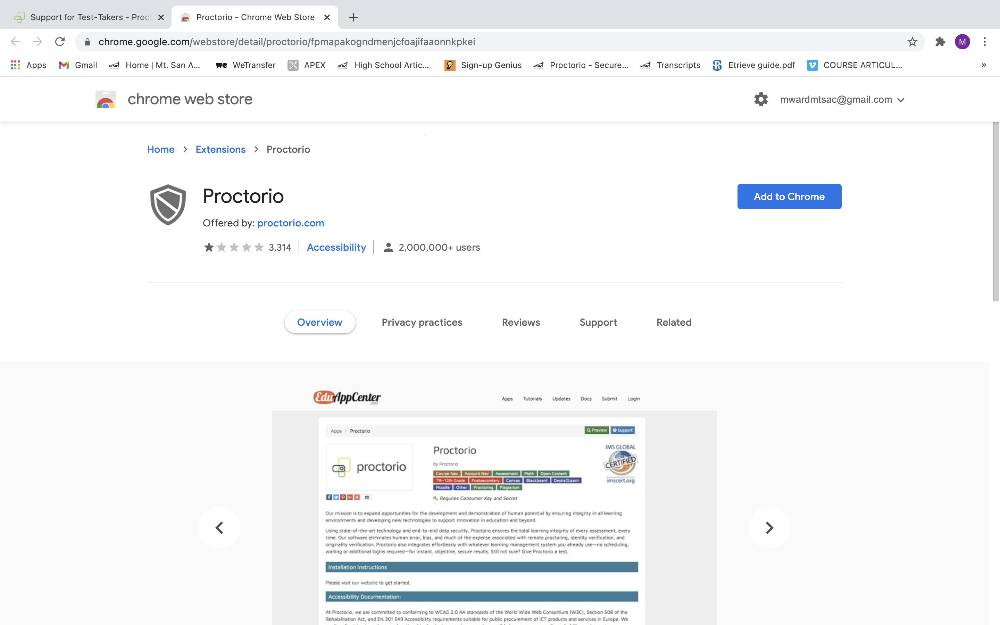 Support for Test-Takers - Proct
Proctorio - Chrome Web Store
chrome.google.com/webstore/detail/proctorio/fpmapakogndmenjcfoajifaaonnkpkei
M
Apps
Gmail
Home | Mt. San A...
WeTransfer
APEX
High School Artic...
Sign-up Genius
Proctorio - Secure...
Transcripts
Etrieve guide.pdf
COURSE ARTICUL...
»
chrome web store
mwardmtsac@gmail.com
Home > Extensions > Proctorio
Proctorio
Add to Chrome
Offered by: proctorio.com
3,314 Accessibility 2,000,000+ users
Overview Privacy practices Reviews Support Related
EduAppCenter
.com
Apps Tutorials Updates Docs Submit Login
Apps / Proctorio
Preview Support
proctorio
Proctorio
by Proctorio
Course Nav Account Nav Assessment Math Open Content
7th-12th Grade Postsecondary Canvas Blackboard Desire2Learn
Moodle Other Proctoring Plagiarism
Requires Consumer Key and Secret
IMS GLOBAL
CERTIFIED
imscert.org
65
Our mission is to expand opportunities for the development and demonstration of human potential by ensuring integrity in all learning
environments and developing new technologies to support innovation in education and beyond.
Using state-of-the-art technology and end-to-end data security, Proctorio ensures the total learning integrity of every assessment, every
time. Our software eliminates human error, bias, and much of the expense associated with remote proctoring, identity verification, and
originality verification. Proctorio also integrates effortlessly with whatever learning management system you already use—no scheduling,
waiting or additional logins required—for instant, objective, secure results. Still not sure? Give Proctorio a test.
Installation Instructions
Please visit our website to get started.
Accessibility Documentation:
At Proctorio, we are committed to conforming to WCAG 2.0 AA standards of the World Wide Web Consortium (W3C), Section 508 of the
Rehabilitation Act, and EN 301 549 Accessibility requirements suitable for public procurement of ICT products and services in Europe. We